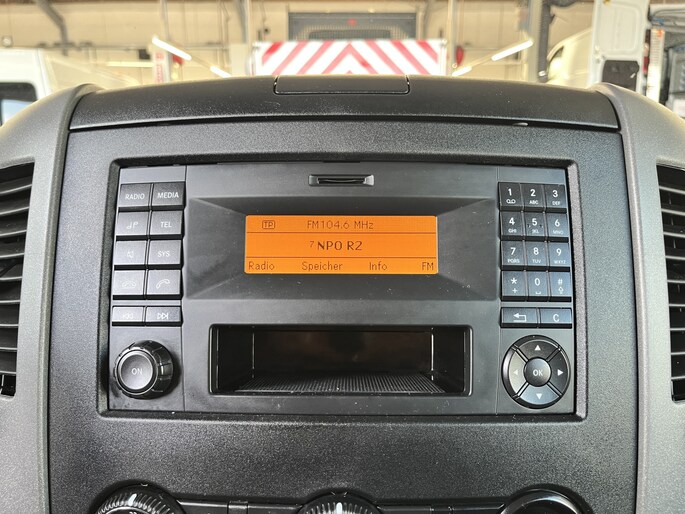 RADIO MEDIA
TEL
SYS
TP FM104.6 MHz
7 NPO R2
Radio Speicher Info FM
1 2 ABC 3 DEF
4 GHI 5 JKL 6 MNO
7 PQRS 8 TUV 9 WXYZ
* 0 #
C
ON
OK